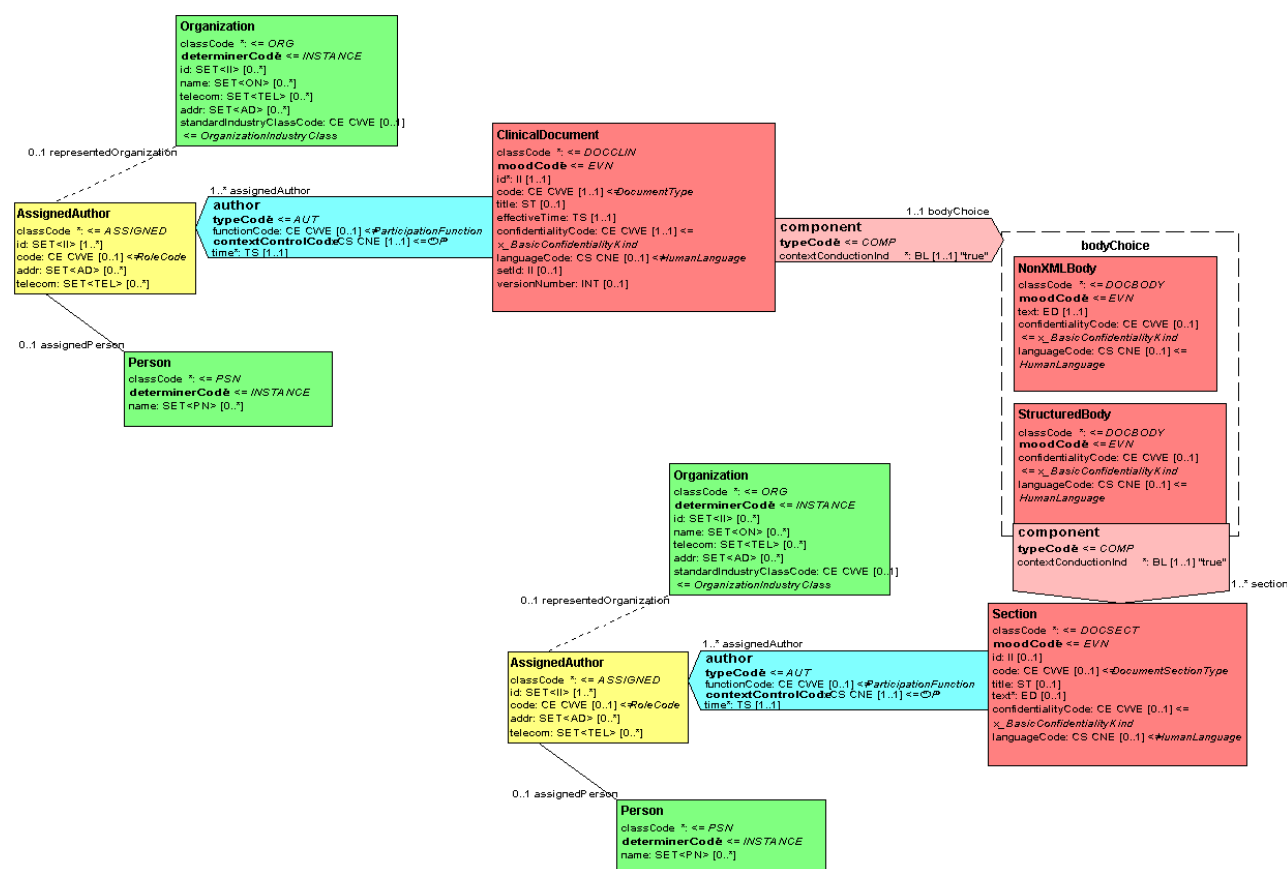 Organization
classCode *: <= ORG
determinerCode <= INSTANCE
id: SET<II> [0..*]
name: SET<ON> [0..*]
telecom: SET<TEL> [0..*]
addr: SET<AD> [0..*]
standardIndustryClassCode: CE CWE [0..1]
<= OrganizationIndustryClass
0..1 representedOrganization
AssignedAuthor
classCode *: <= ASSIGNED
id: SET<II> [1..*]
code: CE CWE [0..1] <= RoleCode
addr: SET<AD> [0..*]
telecom: SET<TEL> [0..*]
0..1 assignedPerson
Person
classCode *: <= PSN
determinerCode <= INSTANCE
name: SET<PN> [0..*]
1..* assignedAuthor
author
typeCode <= AUT
functionCode: CE CWE [0..1] <= ParticipationFunction
contextControlCode: CS CNE [1..1] <= OP
time*: TS [1..1]
ClinicalDocument
classCode *: <= DOCCLIN
moodCode <= EVN
id*: II [1..1]
code: CE CWE [1..1] <= DocumentType
title: ST [0..1]
effectiveTime: TS [1..1]
confidentialityCode: CE CWE [1..1] <=
x_BasicConfidentialityKind
languageCode: CS CNE [0..1] <= HumanLanguage
setId: II [0..1]
versionNumber: INT [0..1]
1..1 bodyChoice
component
typeCode <= COMP
contextConductionInd *: BL [1..1] "true"
bodyChoice
NonXMLBody
classCode *: <= DOCBODY
moodCode <= EVN
text: ED [1..1]
confidentialityCode: CE CWE [0..1]
<= x_BasicConfidentialityKind
languageCode: CS CNE [0..1] <=
HumanLanguage
StructuredBody
classCode *: <= DOCBODY
moodCode <= EVN
confidentialityCode: CE CWE [0..1]
<= x_BasicConfidentialityKind
languageCode: CS CNE [0..1] <=
HumanLanguage
component
typeCode <= COMP
contextConductionInd *: BL [1..1] "true"
1..* section
Section
classCode *: <= DOCSECT
moodCode <= EVN
id: II [0..1]
code: CE CWE [0..1] <= DocumentSectionType
title: ST [0..1]
text*: ED [0..1]
confidentialityCode: CE CWE [0..1] <=
x_BasicConfidentialityKind
languageCode: CS CNE [0..1] <= HumanLanguage
Organization
classCode *: <= ORG
determinerCode <= INSTANCE
id: SET<II> [0..*]
name: SET<ON> [0..*]
telecom: SET<TEL> [0..*]
addr: SET<AD> [0..*]
standardIndustryClassCode: CE CWE [0..1]
<= OrganizationIndustryClass
0..1 representedOrganization
1..* assignedAuthor
author
typeCode <= AUT
functionCode: CE CWE [0..1] <= ParticipationFunction
contextControlCode: CS CNE [1..1] <= OP
time*: TS [1..1]
AssignedAuthor
classCode *: <= ASSIGNED
id: SET<II> [1..*]
code: CE CWE [0..1] <= RoleCode
addr: SET<AD> [0..*]
telecom: SET<TEL> [0..*]
0..1 assignedPerson
Person
classCode *: <= PSN
determinerCode <= INSTANCE
name: SET<PN> [0..*]